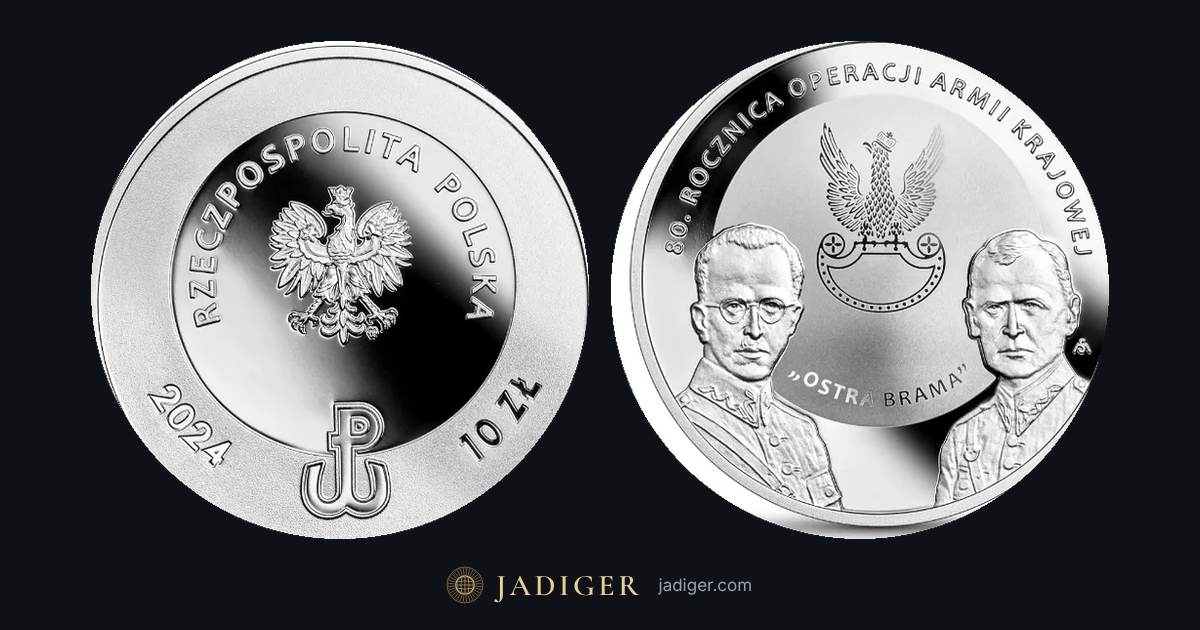 RZECZPOSPOLITA POLSKA
2024
10 ZŁ
80. ROCZNICA OPERACJI ARMII KRAJOWEJ
„OSTRA BRAMA”
JADIGER
jadiger.com